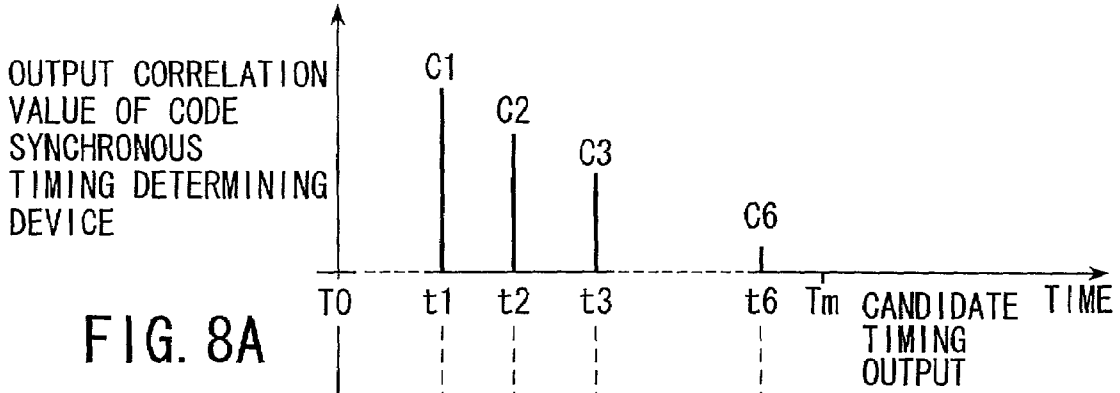 OUTPUT CORRELATION
VALUE OF CODE
SYNCHRONOUS
TIMING DETERMINING
DEVICE
C1
C2
C3
C6
T0
t1
t2
t3
t6
Tm
CANDIDATE
TIMING
OUTPUT
TIME
FIG. 8A